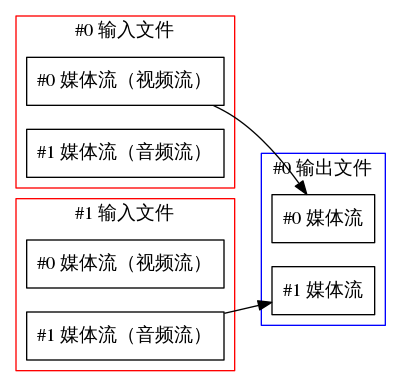 #0 输入文件
#0 媒体流（视频流）
#1 媒体流（音频流）
#1 输入文件
#0 媒体流（视频流）
#1 媒体流（音频流）
#0 输出文件
#0 媒体流
#1 媒体流